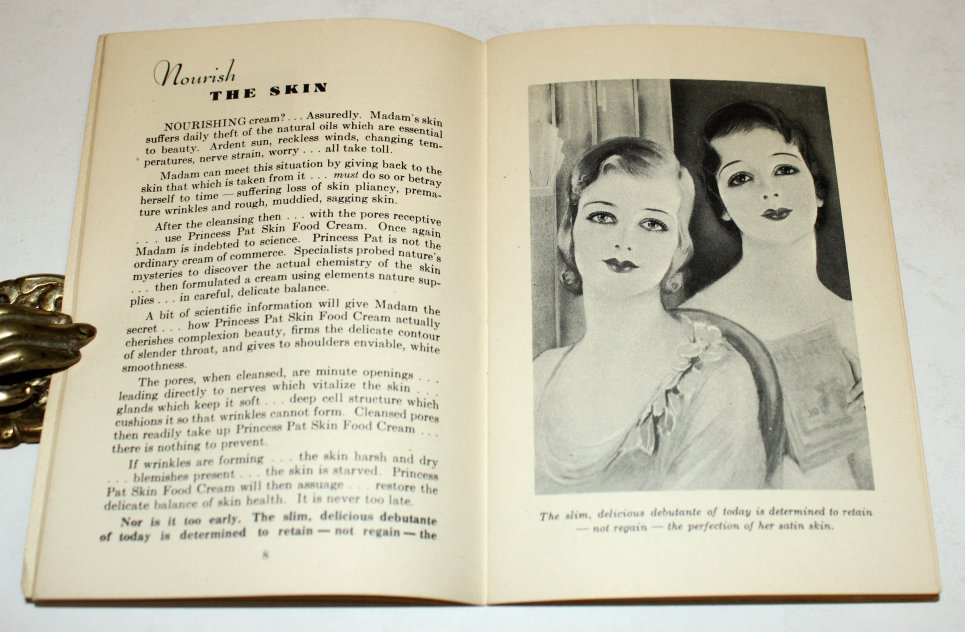 Nourish
THE SKIN
NOURISHING cream? . . . Assuredly. Madam's skin
suffers daily theft of the natural oils which are essential
to beauty. Ardent sun, reckless winds, changing tem-
peratures, nerve strain, worry . . . all take toll.
Madam can meet this situation by giving back to the
skin that which is taken from it . . . must do so or betray
herself to time — suffering loss of skin pliancy, prema-
ture wrinkles and rough, muddied, sagging skin.
After the cleansing then . . . with the pores receptive
. . . use Princess Pat Skin Food Cream. Once again
Madam is indebted to science. Princess Pat is not the
ordinary cream of commerce. Specialists probed nature's
mysteries to discover the actual chemistry of the skin
. . . then formulated a cream using elements nature sup-
plies . . . in careful, delicate balance.
A bit of scientific information will give Madam the
secret . . . how Princess Pat Skin Food Cream actually
cherishes complexion beauty, firms the delicate contour
of slender throat, and gives to shoulders enviable, white
smoothness.
The pores, when cleansed, are minute openings . . .
leading directly to nerves which vitalize the skin . . .
glands which keep it soft . . . deep cell structure which
cushions it so that wrinkles cannot form. Cleansed pores
then readily take up Princess Pat Skin Food Cream . . .
there is nothing to prevent.
If wrinkles are forming . . . the skin harsh and dry
. . . blemishes present . . . the skin is starved. Princess
Pat Skin Food Cream will then assuage . . . restore the
delicate balance of skin health. It is never too late.
Nor is it too early. The slim, delicious debutante
of today is determined to retain — not regain — the
8
The slim, delicious debutante of today is determined to retain
— not regain — the perfection of her satin skin.